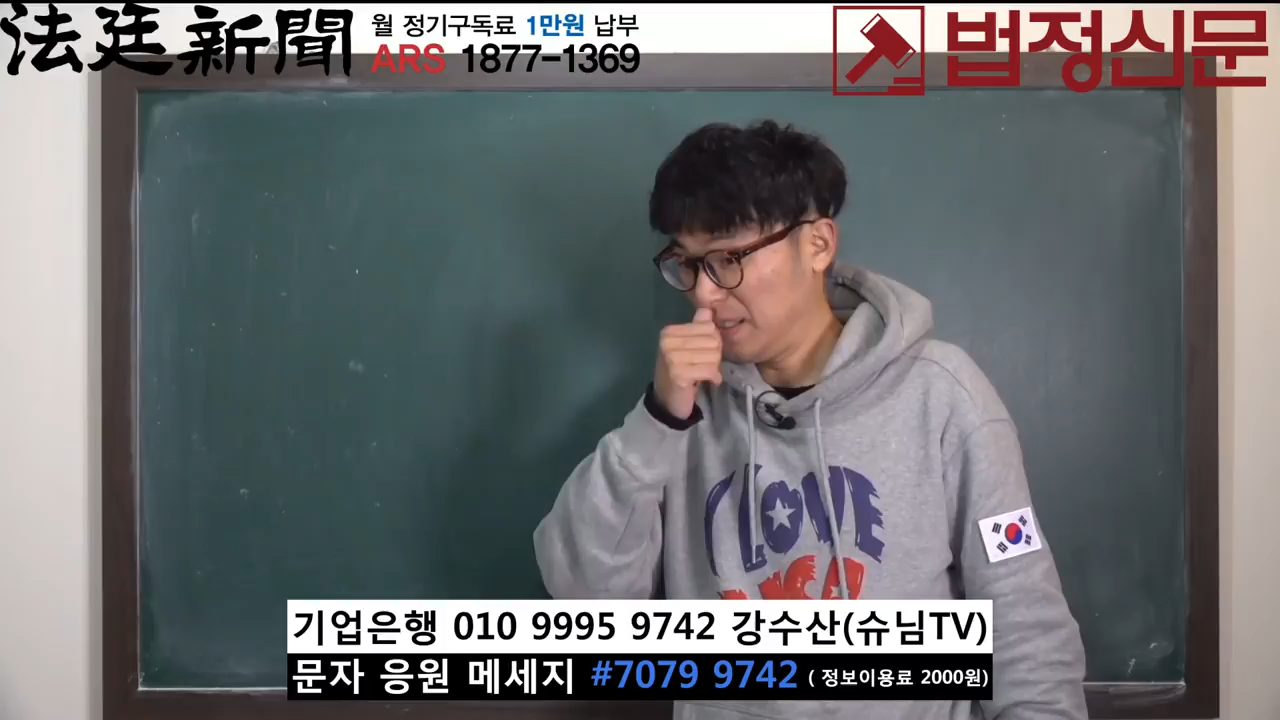 法廷新聞
월 정기구독료 1만원 납부
ARS 1877-1369
법정신문
I LOVE
기업은행 010 9995 9742 강수산(슈님TV)
문자 응원 메세지 #7079 9742 ( 정보이용료 2000원)